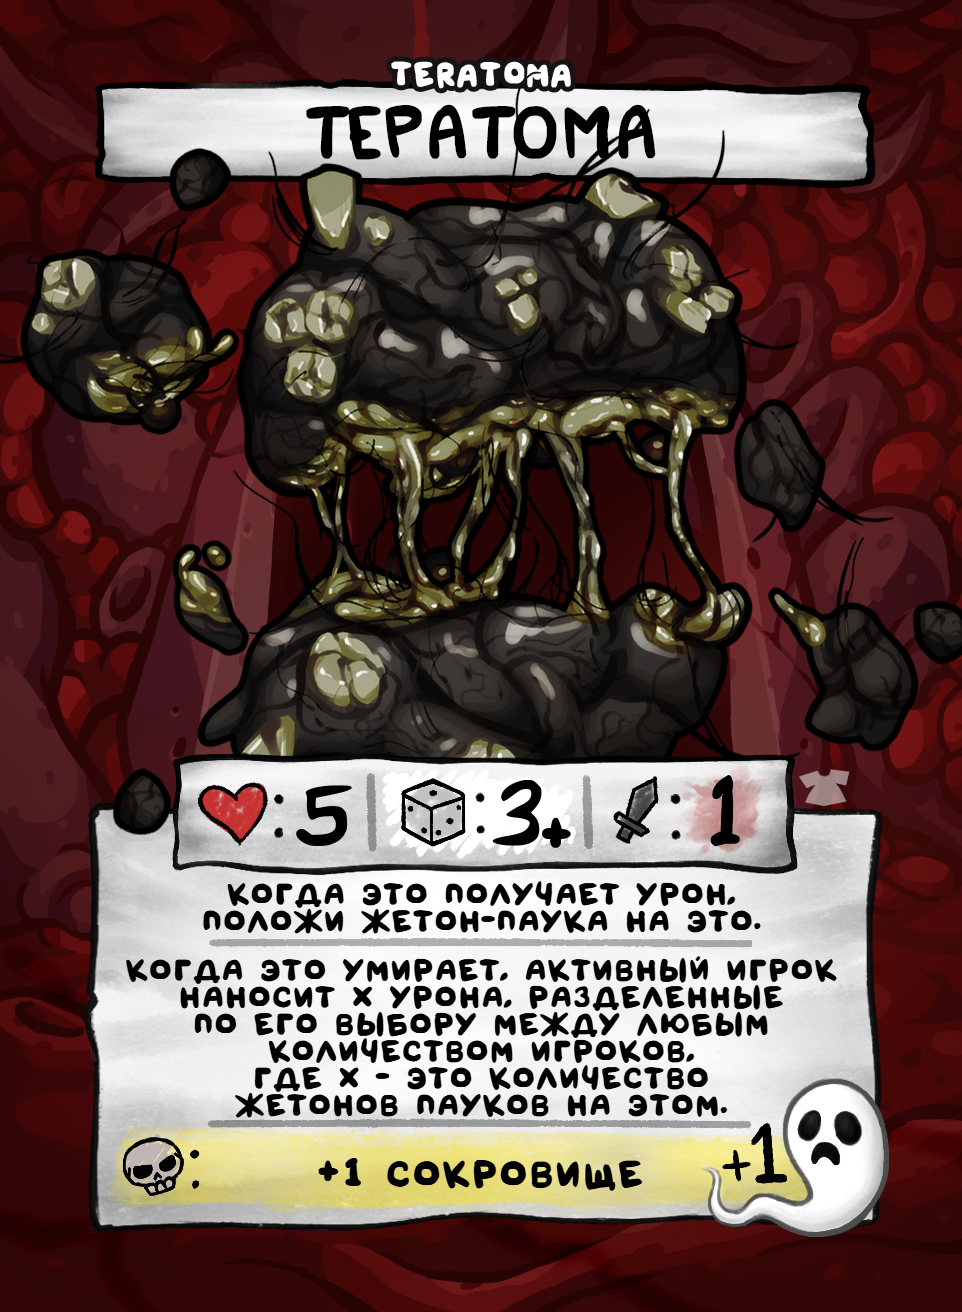 TERATOMA
ТЕРАТОМА
: 5 : 3+ : 1
КОГДА ЭТО ПОЛУЧАЕТ УРОН,
ПОЛОЖИ ЖЕТОН-ПАУКА НА ЭТО.
КОГДА ЭТО УМИРАЕТ, АКТИВНЫЙ ИГРОК
НАНОСИТ X УРОНА, РАЗДЕЛЕННЫЕ
ПО ЕГО ВЫБОРУ МЕЖДУ ЛЮБЫМ
КОЛИЧЕСТВОМ ИГРОКОВ,
ГДЕ X - ЭТО КОЛИЧЕСТВО
ЖЕТОНОВ ПАУКОВ НА ЭТОМ.
: +1 СОКРОВИЩЕ +1